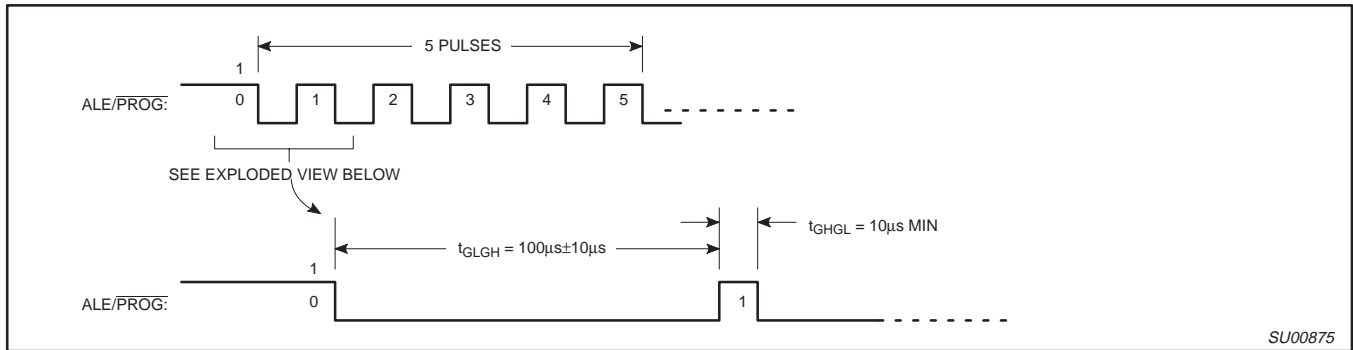 5 PULSES
1
ALE/PROG:
0 1 2 3 4 5
SEE EXPLODED VIEW BELOW
tGHGL = 10µs MIN
tGLGH = 100µs±10µs
1
ALE/PROG:
0 1
SU00875